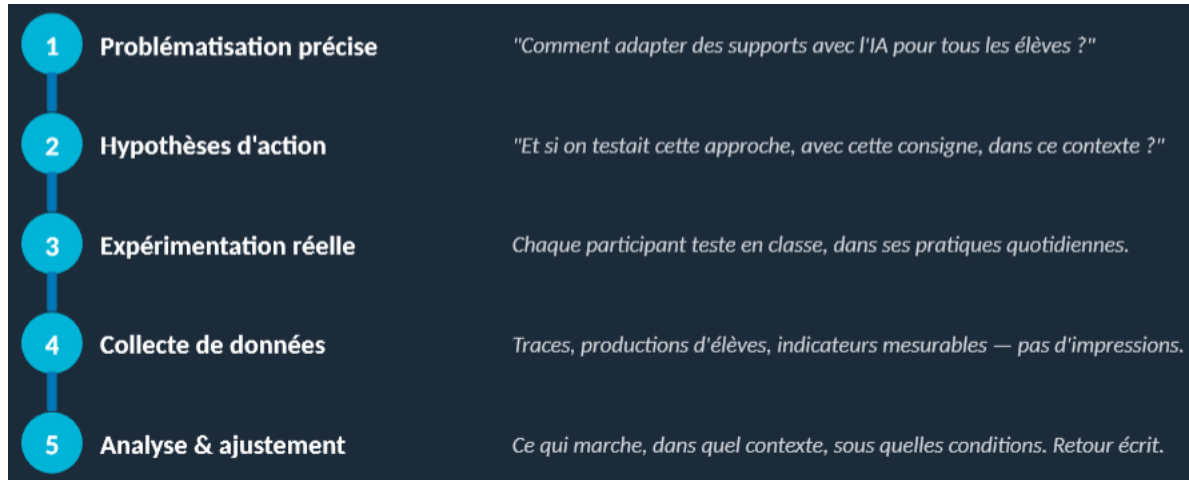 1 Problématisation précise "Comment adapter des supports avec l'IA pour tous les élèves ?"
2 Hypothèses d'action "Et si on testait cette approche, avec cette consigne, dans ce contexte ?"
3 Expérimentation réelle Chaque participant teste en classe, dans ses pratiques quotidiennes.
4 Collecte de données Traces, productions d'élèves, indicateurs mesurables — pas d'impressions.
5 Analyse & ajustement Ce qui marche, dans quel contexte, sous quelles conditions. Retour écrit.